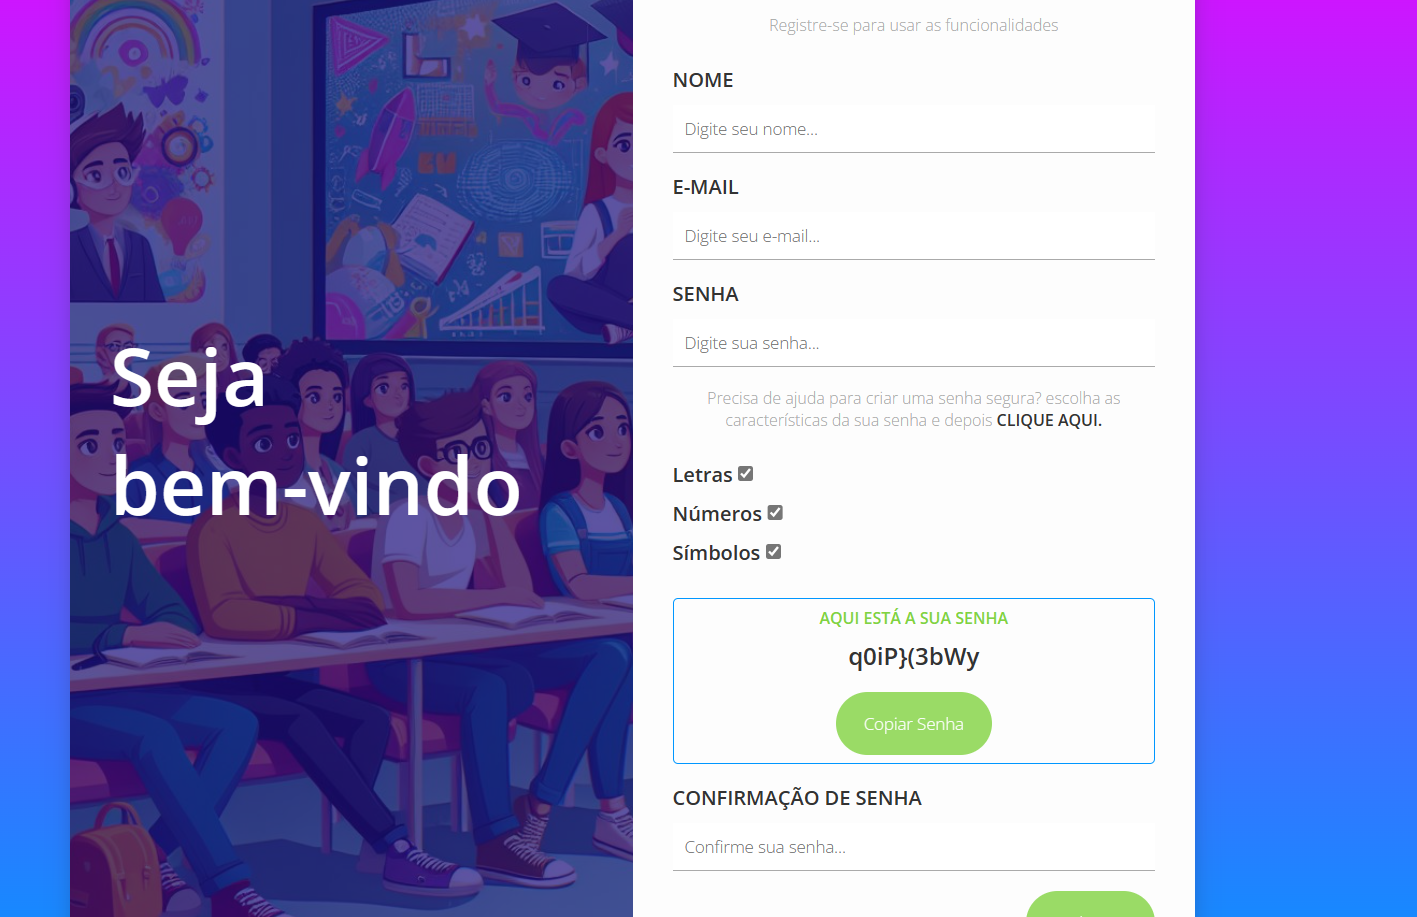 Seja
bem-vindo
Registre-se para usar as funcionalidades
NOME
Digite seu nome...
E-MAIL
Digite seu e-mail...
SENHA
Digite sua senha...
Precisa de ajuda para criar uma senha segura? escolha as
características da sua senha e depois CLIQUE AQUI.
Letras
Números
Símbolos
AQUI ESTÁ A SUA SENHA
q0iP}(3bWy
Copiar Senha
CONFIRMAÇÃO DE SENHA
Confirme sua senha...